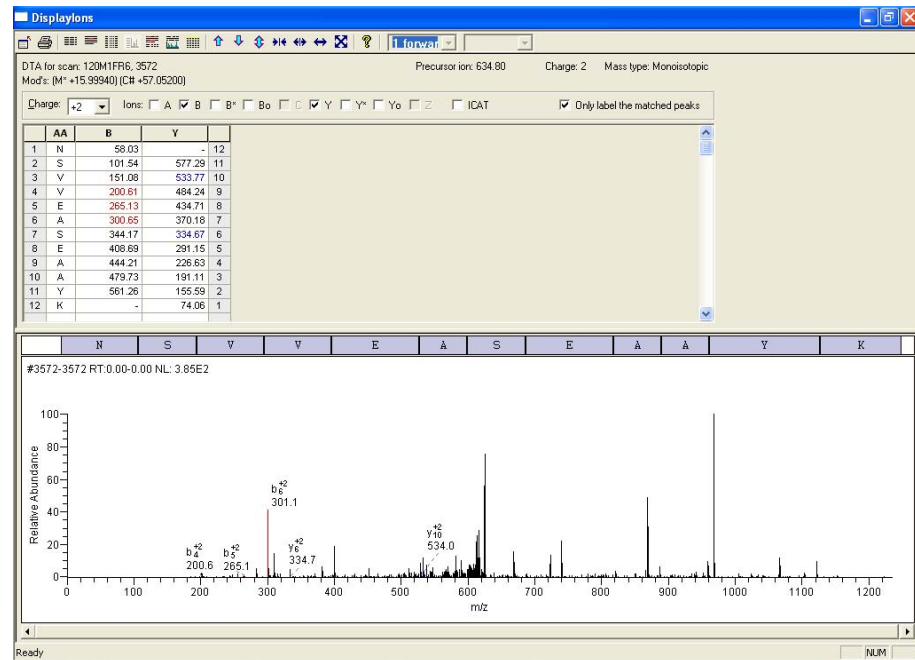 DisplayIons
1 forwar
DTA for scan: 120M1FR6, 3572 Precursor ion: 634.80 Charge: 2 Mass type: Monoisotopic
Mod's: (M* +15.99940) (C# +57.05200)
Charge: +2 Ions: A B B* Bo C Y Y* Yo Z ICAT Only label the matched peaks
AA B Y
1 N 58.03 - 12
2 S 101.54 577.29 11
3 V 151.08 533.77 10
4 V 200.61 484.24 9
5 E 265.13 434.71 8
6 A 300.65 370.18 7
7 S 344.17 334.67 6
8 E 408.69 291.15 5
9 A 444.21 226.63 4
10 A 479.73 191.11 3
11 Y 561.26 155.59 2
12 K - 74.06 1
N S V V E A S E A A Y K
#3572-3572 RT:0.00-0.00 NL: 3.85E2
Relative Abundance
100
80
60
40
20
0
b6+2
301.1
b4+2
200.6
b5+2
265.1
y6+2
334.7
y10+2
534.0
0 100 200 300 400 500 600 700 800 900 1000 1100 1200
m/z
Ready NUM